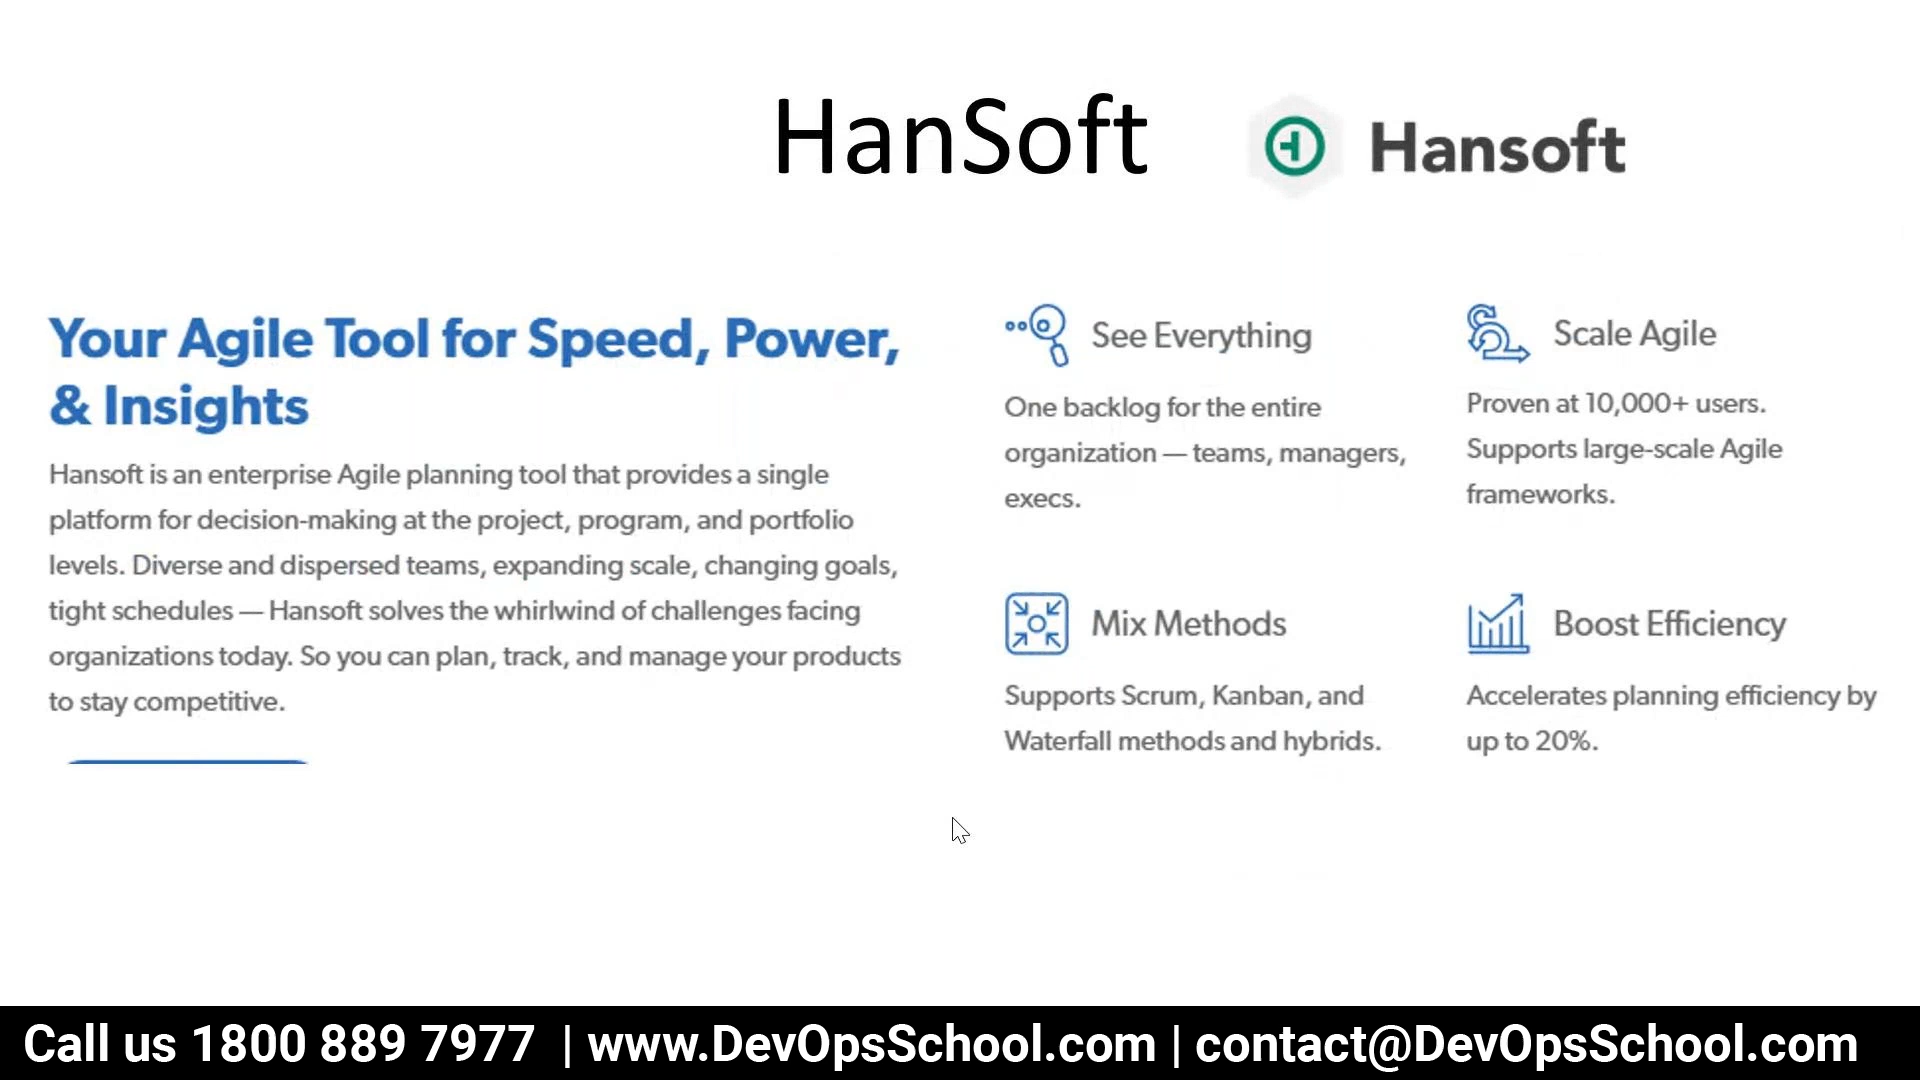 HanSoft
Hansoft
Your Agile Tool for Speed, Power,
& Insights
Hansoft is an enterprise Agile planning tool that provides a single
platform for decision-making at the project, program, and portfolio
levels. Diverse and dispersed teams, expanding scale, changing goals,
tight schedules — Hansoft solves the whirlwind of challenges facing
organizations today. So you can plan, track, and manage your products
to stay competitive.
See Everything
One backlog for the entire
organization — teams, managers,
execs.
Scale Agile
Proven at 10,000+ users.
Supports large-scale Agile
frameworks.
Mix Methods
Supports Scrum, Kanban, and
Waterfall methods and hybrids.
Boost Efficiency
Accelerates planning efficiency by
up to 20%.
Call us 1800 889 7977 | www.DevOpsSchool.com | contact@DevOpsSchool.com